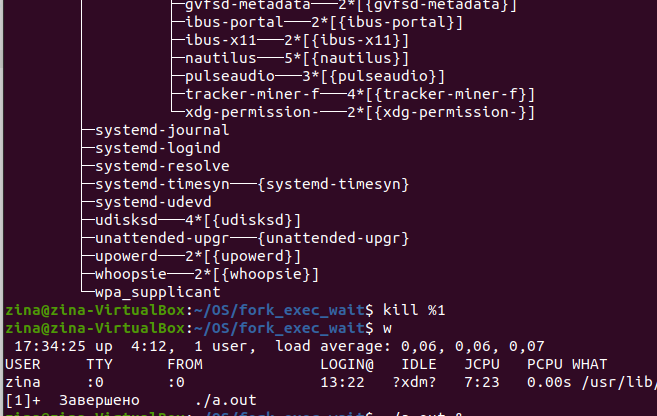 ├─gvfsd-metadata───2*[{gvfsd-metadata}]
├─ibus-portal───2*[{ibus-portal}]
├─ibus-x11───2*[{ibus-x11}]
├─nautilus───5*[{nautilus}]
├─pulseaudio───3*[{pulseaudio}]
├─tracker-miner-f───4*[{tracker-miner-f}]
└─xdg-permission-───2*[{xdg-permission-}]
├─systemd-journal
├─systemd-logind
├─systemd-resolve
├─systemd-timesyn───{systemd-timesyn}
├─systemd-udevd
├─udisksd───4*[{udisksd}]
├─unattended-upgr───{unattended-upgr}
├─upowerd───2*[{upowerd}]
├─whoopsie───2*[{whoopsie}]
└─wpa_supplicant
zina@zina-VirtualBox:~/OS/fork_exec_wait$ kill %1
zina@zina-VirtualBox:~/OS/fork_exec_wait$ w
17:34:25 up  4:12,  1 user,  load average: 0,06, 0,06, 0,07
USER     TTY      FROM             LOGIN@   IDLE   JCPU   PCPU WHAT
zina     :0       :0               13:22   ?xdm?   7:23   0.00s /usr/lib/
[1]+  Завершено      ./a.out
zina@zina-VirtualBox:~/OS/fork_exec_wait$ ./a.out &